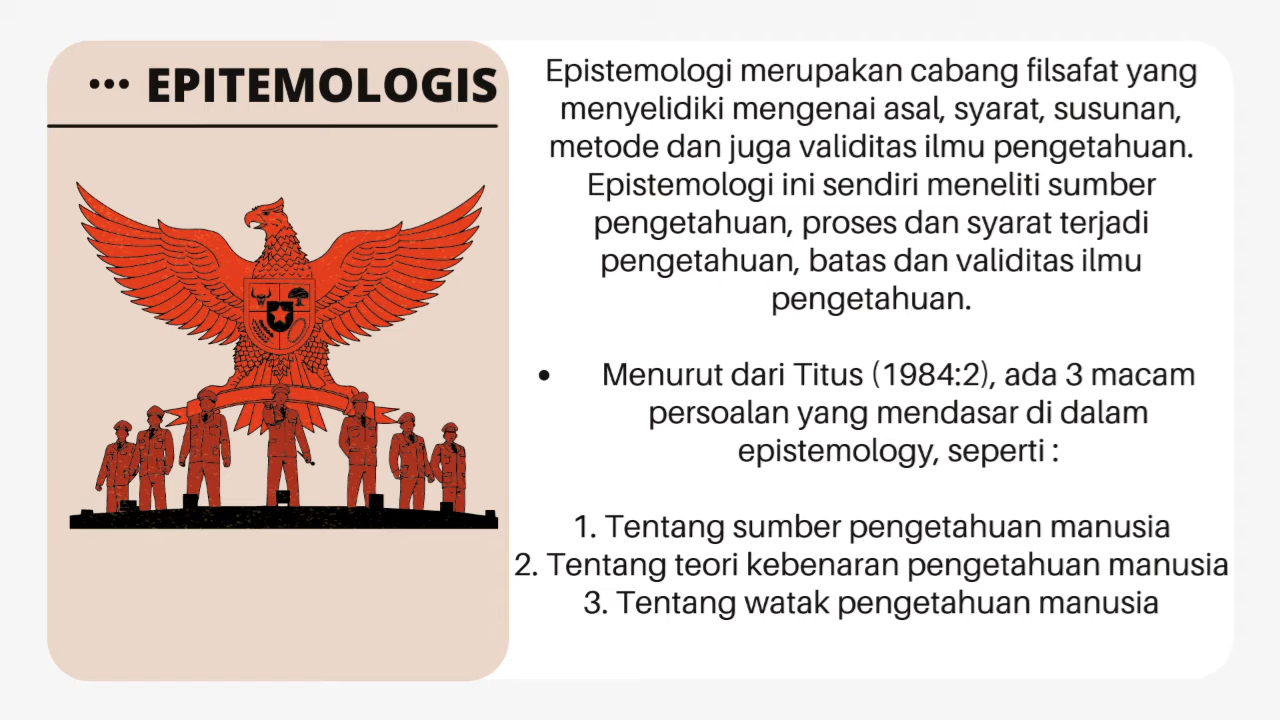 ••• EPITEMOLOGIS
Epistemologi merupakan cabang filsafat yang
menyelidiki mengenai asal, syarat, susunan,
metode dan juga validitas ilmu pengetahuan.
Epistemologi ini sendiri meneliti sumber
pengetahuan, proses dan syarat terjadi
pengetahuan, batas dan validitas ilmu
pengetahuan.
• Menurut dari Titus (1984:2), ada 3 macam
persoalan yang mendasar di dalam
epistemology, seperti :
1. Tentang sumber pengetahuan manusia
2. Tentang teori kebenaran pengetahuan manusia
3. Tentang watak pengetahuan manusia